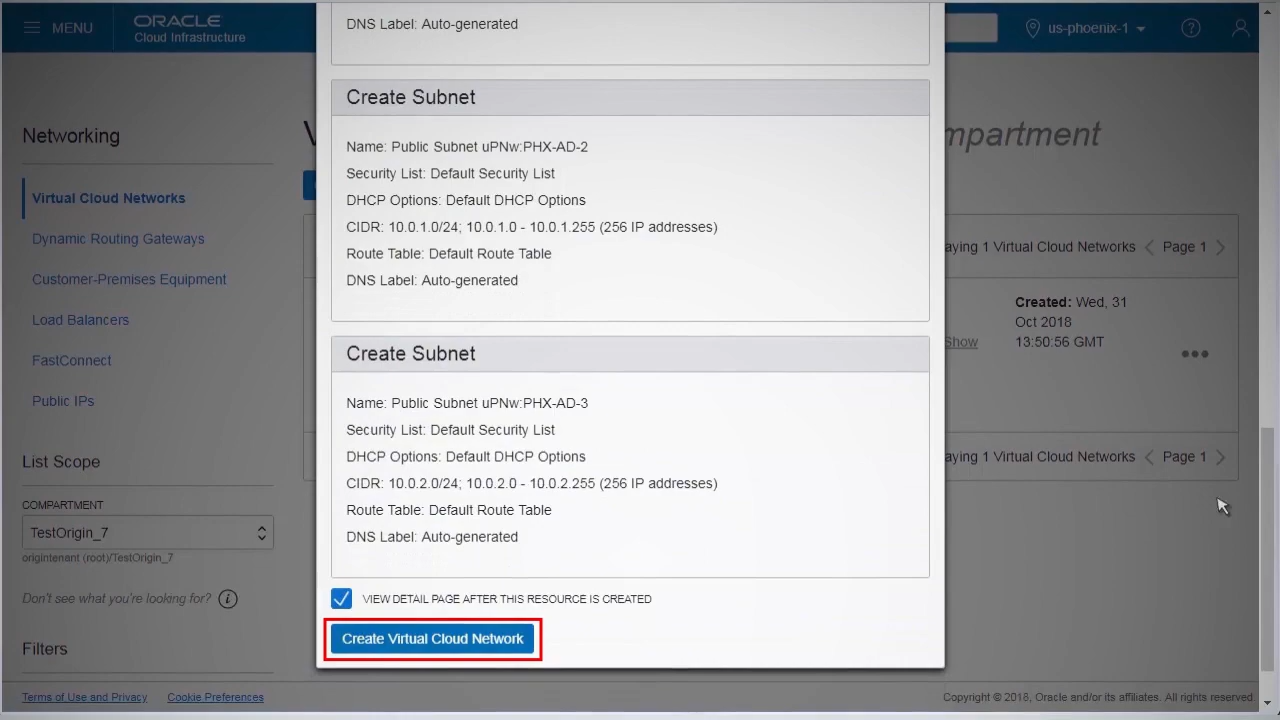 MENU
ORACLE
Cloud Infrastructure
us-phoenix-1
Networking
Virtual Cloud Networks
Dynamic Routing Gateways
Customer-Premises Equipment
Load Balancers
FastConnect
Public IPs
List Scope
COMPARTMENT
TestOrigin_7
origintenant (root)/TestOrigin_7
Don't see what you're looking for?
Filters
DNS Label: Auto-generated
Create Subnet
Name: Public Subnet uPNw:PHX-AD-2
Security List: Default Security List
DHCP Options: Default DHCP Options
CIDR: 10.0.1.0/24; 10.0.1.0 - 10.0.1.255 (256 IP addresses)
Route Table: Default Route Table
DNS Label: Auto-generated
Create Subnet
Name: Public Subnet uPNw:PHX-AD-3
Security List: Default Security List
DHCP Options: Default DHCP Options
CIDR: 10.0.2.0/24; 10.0.2.0 - 10.0.2.255 (256 IP addresses)
Route Table: Default Route Table
DNS Label: Auto-generated
VIEW DETAIL PAGE AFTER THIS RESOURCE IS CREATED
Create Virtual Cloud Network
mpartment
aying 1 Virtual Cloud Networks < Page 1 >
Show
Created: Wed, 31
Oct 2018
13:50:56 GMT
aying 1 Virtual Cloud Networks < Page 1 >
Terms of Use and Privacy Cookie Preferences
Copyright © 2018, Oracle and/or its affiliates. All rights reserved